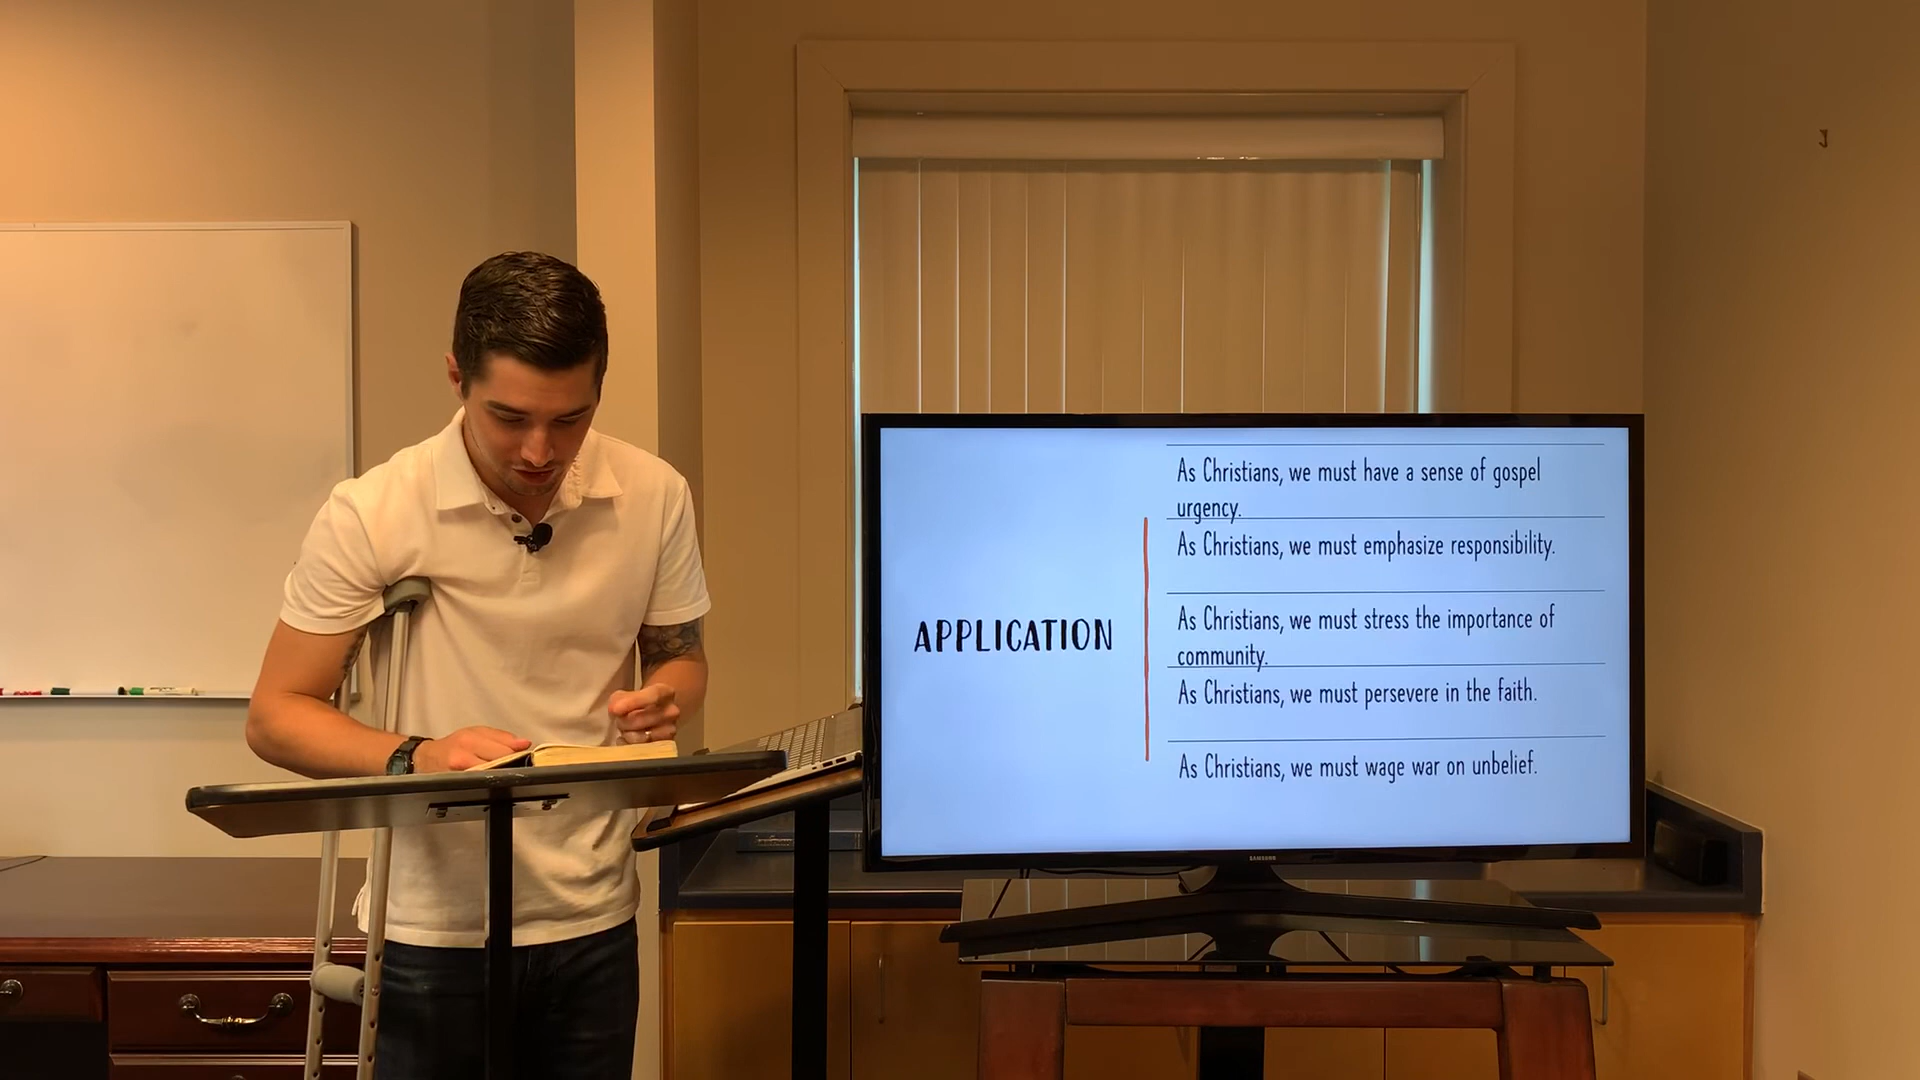 APPLICATION
As Christians, we must have a sense of gospel
urgency.
As Christians, we must emphasize responsibility.
As Christians, we must stress the importance of
community.
As Christians, we must persevere in the faith.
As Christians, we must wage war on unbelief.
SAMSUNG